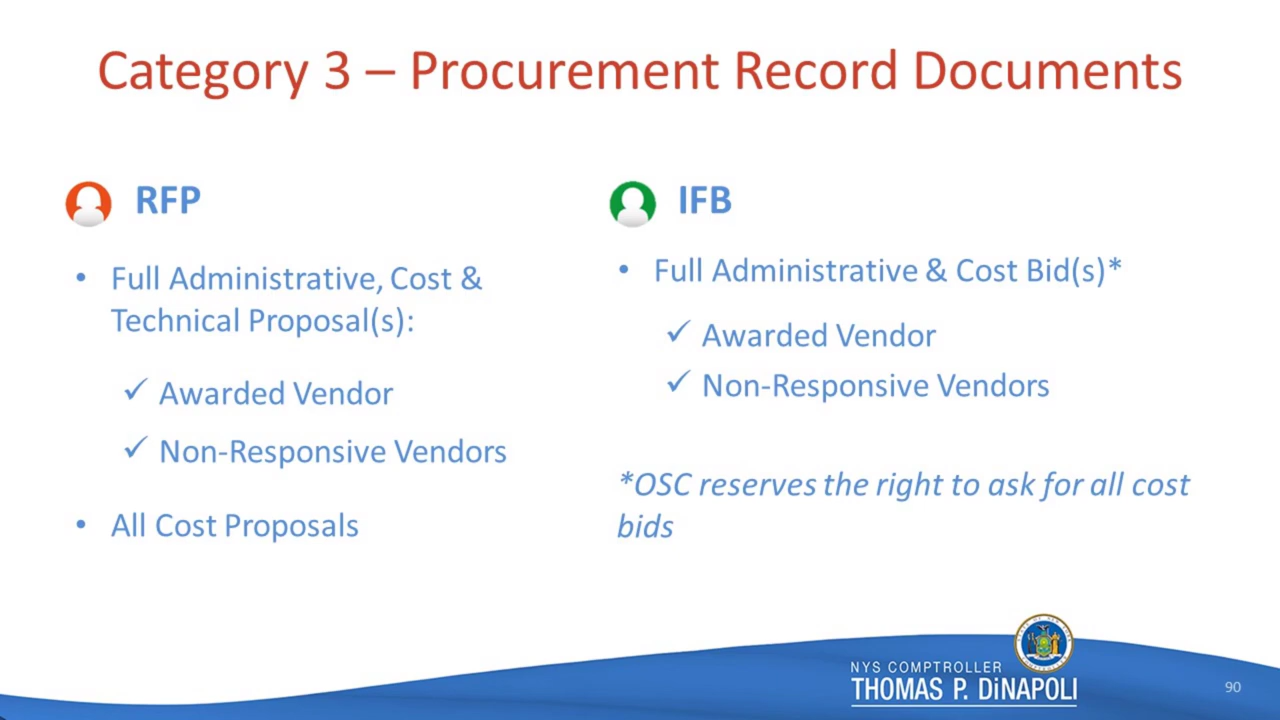 Category 3 – Procurement Record Documents
RFP
• Full Administrative, Cost &
Technical Proposal(s):
✓ Awarded Vendor
✓ Non-Responsive Vendors
• All Cost Proposals
IFB
• Full Administrative & Cost Bid(s)*
✓ Awarded Vendor
✓ Non-Responsive Vendors
*OSC reserves the right to ask for all cost
bids
NYS COMPTROLLER
THOMAS P. DiNAPOLI
90